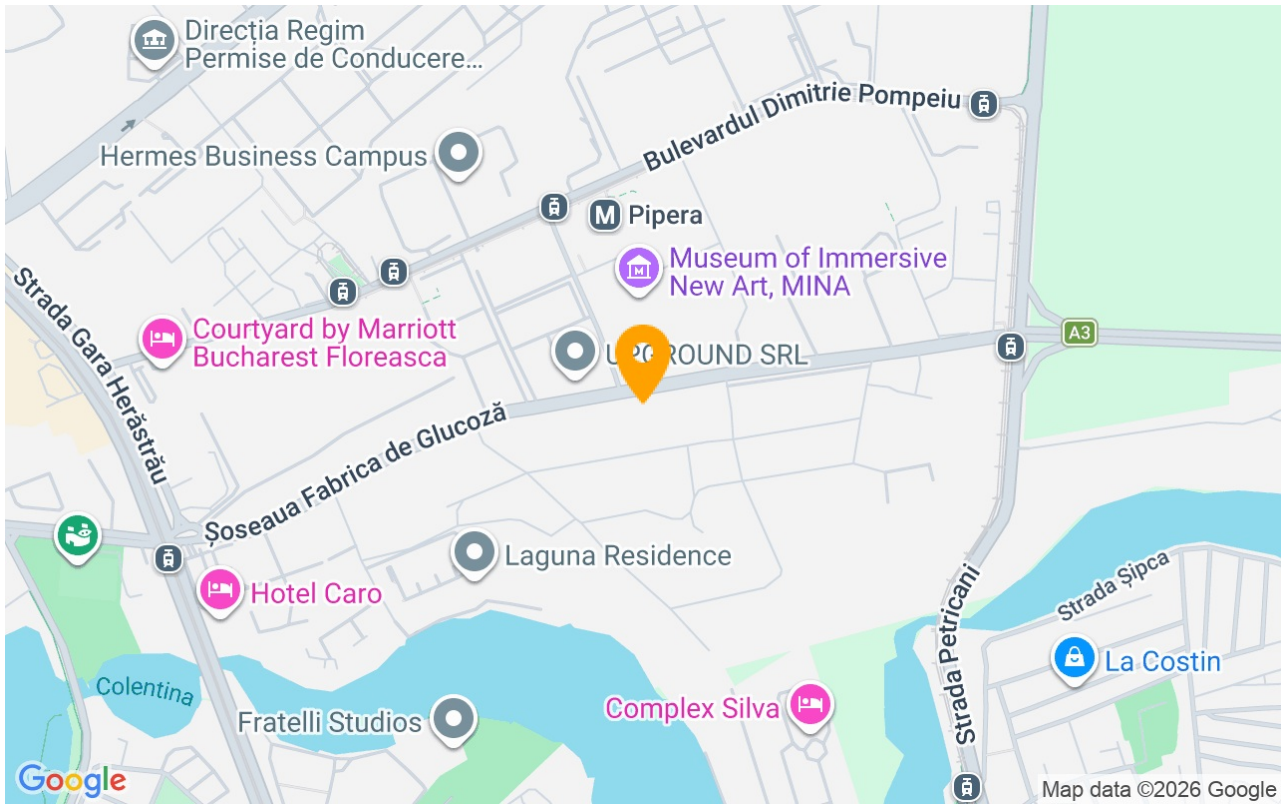 Direcția Regim
Permise de Conducere...
Bulevardul Dimitrie Pompeiu
Hermes Business Campus
M Pipera
Museum of Immersive
New Art, MINA
Strada Gara Herăstrău
Courtyard by Marriott
Bucharest Floreasca
A3
ROUND SRL
Șoseaua Fabrica de Glucoză
Laguna Residence
Hotel Caro
Strada Șipca
Strada Petricani
La Costin
Colentina
Complex Silva
Fratelli Studios
Google
Map data ©2026 Google